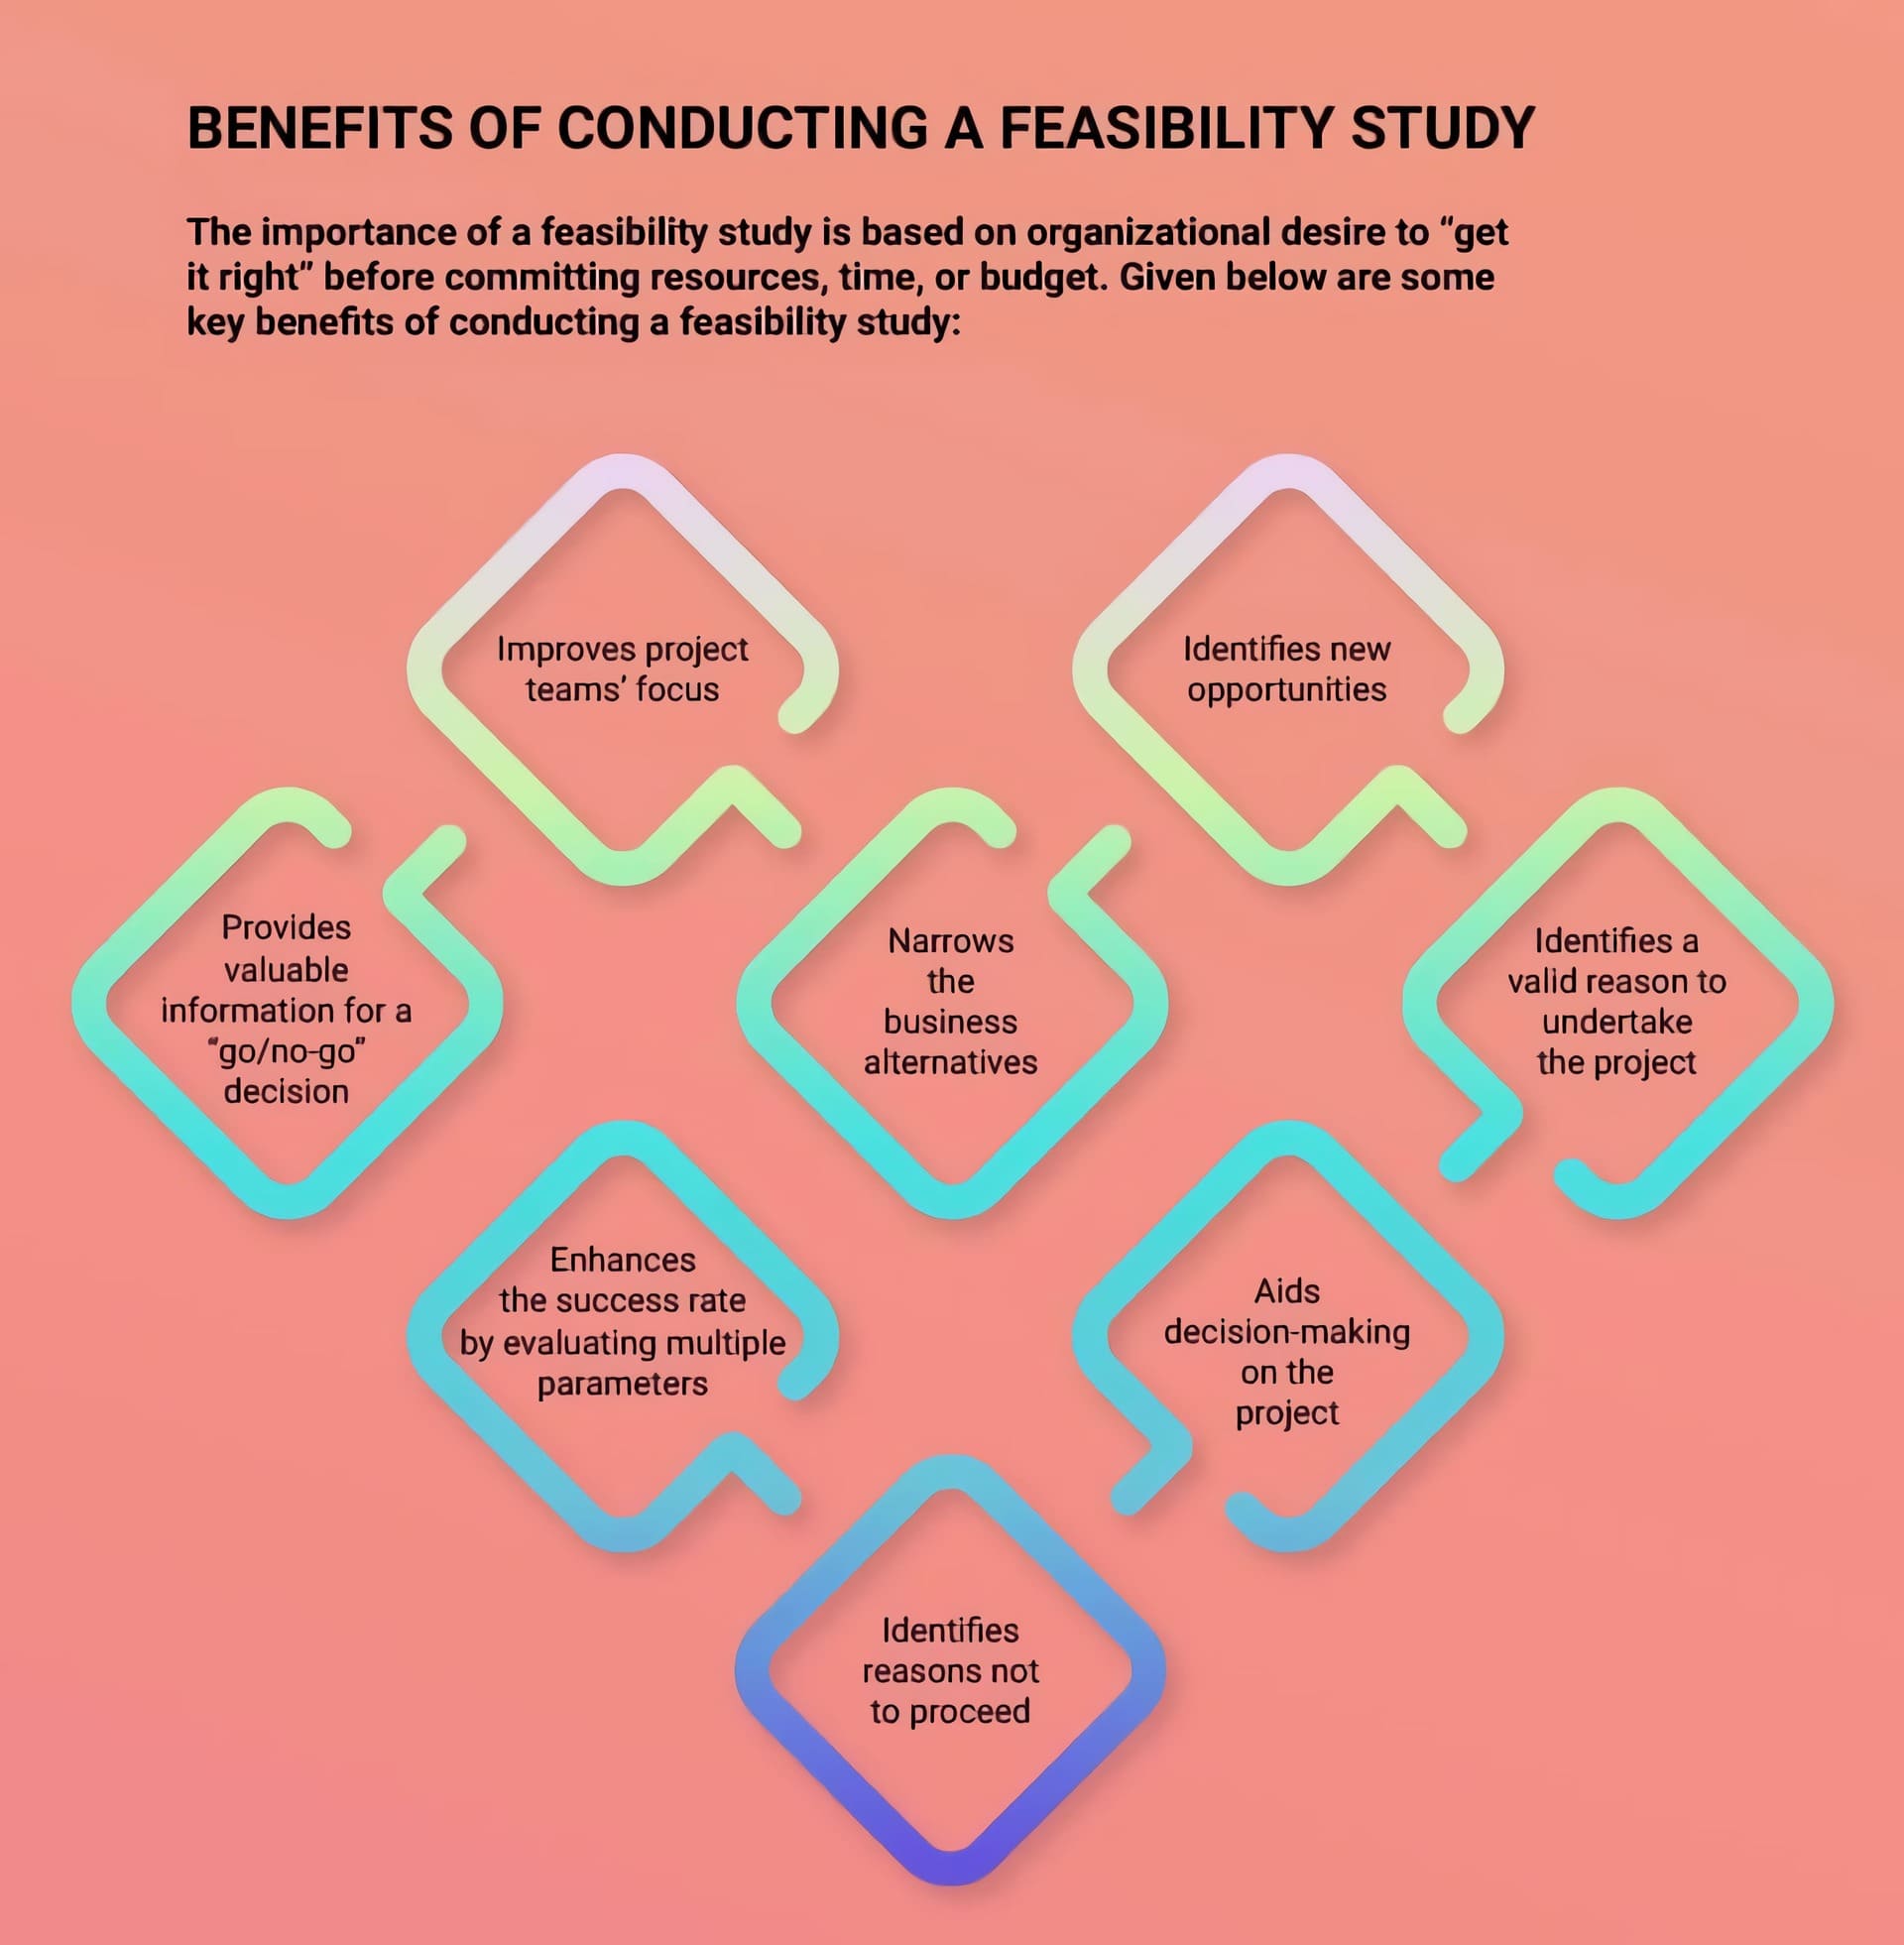 BENEFITS OF CONDUCTING A FEASIBILITY STUDY
The importance of a feasibility study is based on organizational desire to “get
it right” before committing resources, time, or budget. Given below are some
key benefits of conducting a feasibility study:
Improves project
teams’ focus
Identifies new
opportunities
Provides
valuable
information for a
“go/no-go”
decision
Narrows
the
business
alternatives
Identifies a
valid reason to
undertake
the project
Enhances
the success rate
by evaluating multiple
parameters
Aids
decision-making
on the
project
Identifies
reasons not
to proceed